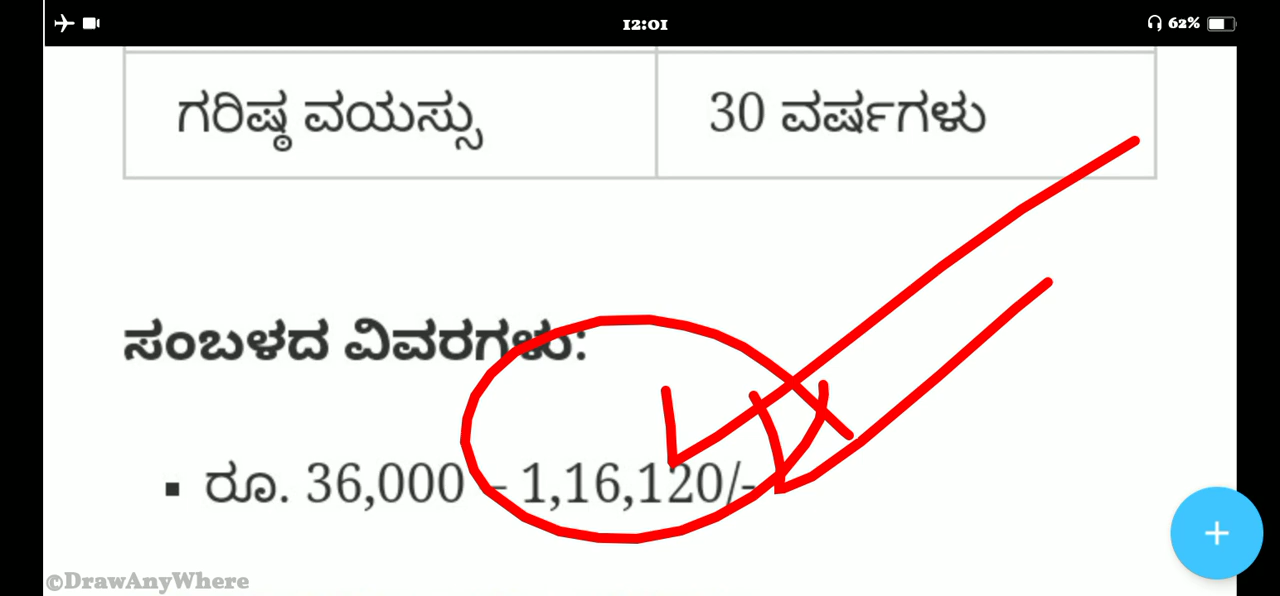 12:01
62%
ಗರಿಷ್ಠ ವಯಸ್ಸು 30 ವರ್ಷಗಳು
ಸಂಬಳದ ವಿವರಗಳು:
▪ ರೂ. 36,000 – 1,16,120/-
+
©DrawAnyWhere